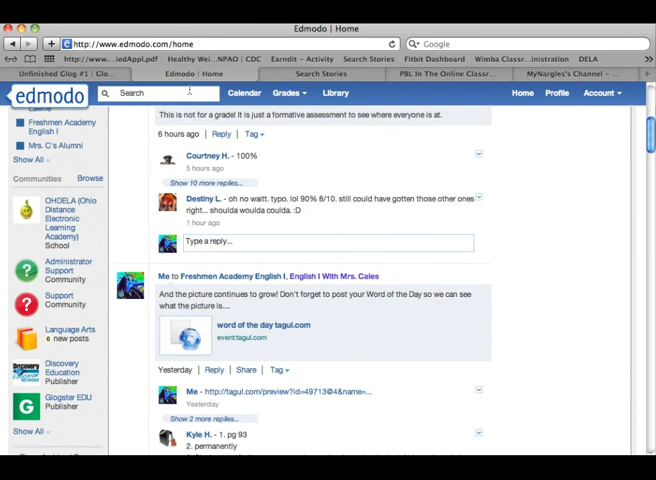 Edmodo | Home
http://www.edmodo.com/home
Google
http://www....iedAppl.pdf Healthy Wei...NPAO | CDC Earndit - Activity Search Stories Fitbit Dashboard Wimba Classr...inistration DELA
Unfinished Glog #1 | Glo... Edmodo | Home Search Stories PBL In The Online Classr... MyNargles's Channel - ...
edmodo Search Calendar Grades Library Home Profile Account
Freshmen Academy
English I
Mrs. C's Alumni
Show All
Communities Browse
OHDELA (Ohio
Distance
Electronic
Learning
Academy)
School
Administrator
Support
Community
Support
Community
Language Arts
6 new posts
Discovery
Education
Publisher
Glogster EDU
Publisher
Show All
This is not for a grade! It is just a formative assessment to see where everyone is at.
6 hours ago Reply Tag
Courtney H. - 100%
5 hours ago
Show 10 more replies...
Destiny L. - oh no waitt. typo. lol 90% 8/10. still could have gotten those other ones
right... shoulda woulda coulda. :D
1 hour ago
Type a reply...
Me to Freshmen Academy English I, English I With Mrs. Cales
And the picture continues to grow! Don't forget to post your Word of the Day so we can see
what the picture is....
word of the day tagul.com
event:tagul.com
Yesterday Reply Share Tag
Me - http://tagul.com/preview?id=49713@4&name=...
Yesterday
Show 2 more replies...
Kyle H. - 1. pg 93
2. permanently